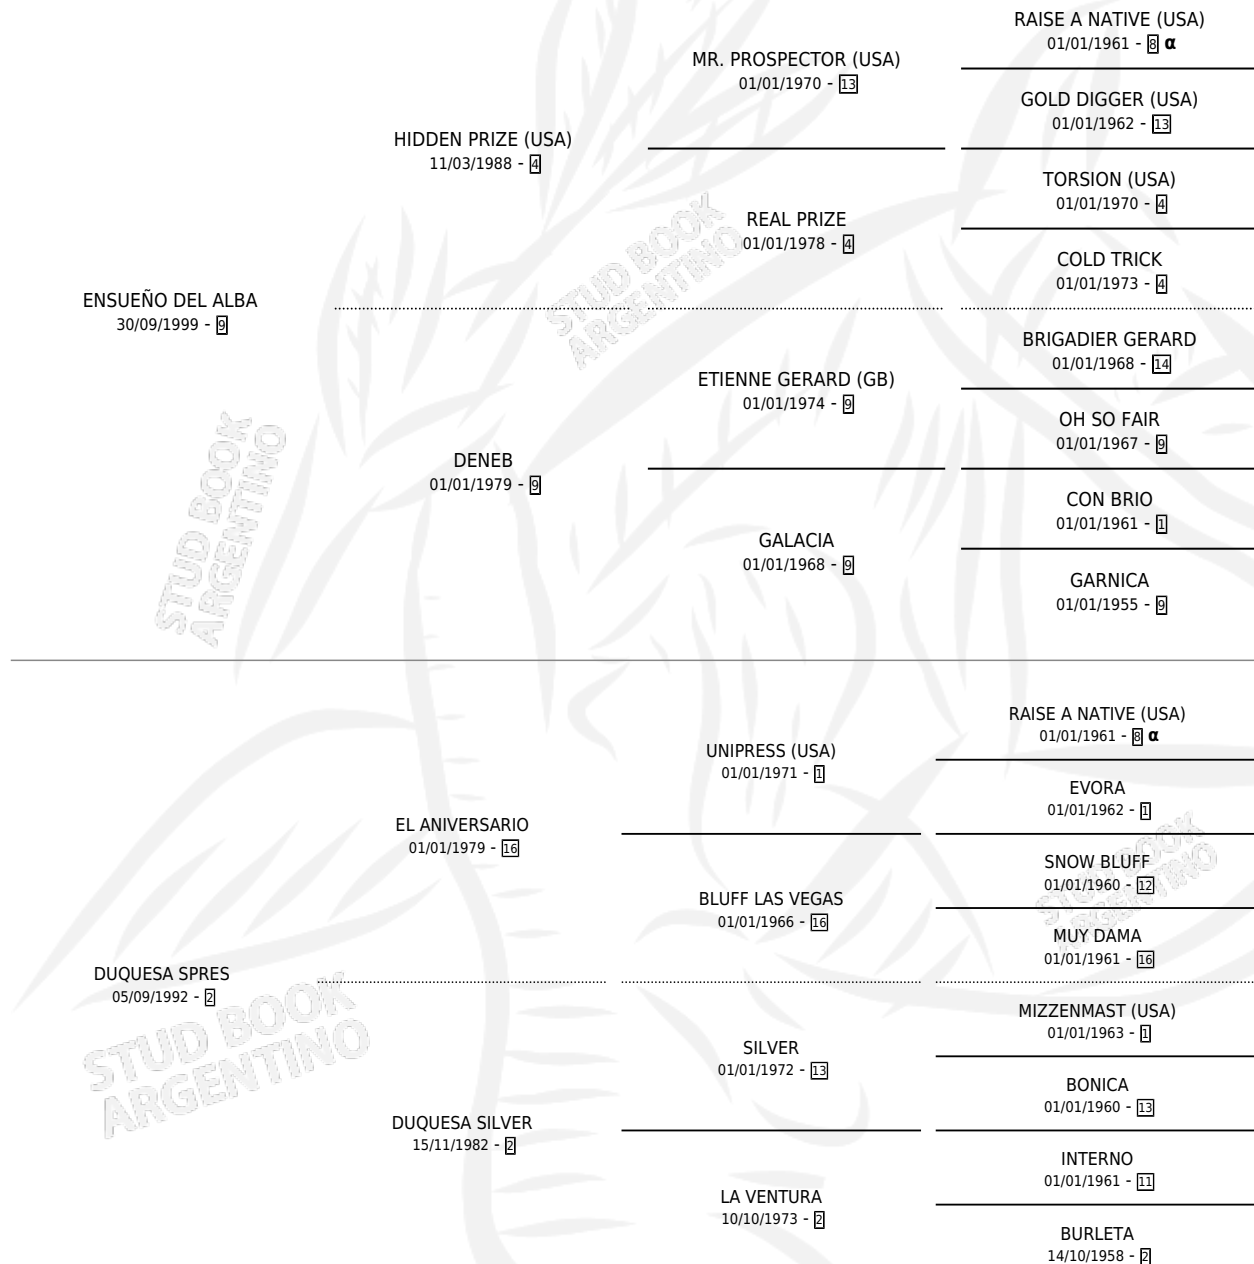 RAISE A NATIVE (USA)
01/01/1961 - 8 α
MR. PROSPECTOR (USA)
01/01/1970 - 13
GOLD DIGGER (USA)
01/01/1962 - 13
HIDDEN PRIZE (USA)
11/03/1988 - 4
TORSION (USA)
01/01/1970 - 4
REAL PRIZE
01/01/1978 - 4
COLD TRICK
01/01/1973 - 4
ENSUEÑO DEL ALBA
30/09/1999 - 9
BRIGADIER GERARD
01/01/1968 - 14
ETIENNE GERARD (GB)
01/01/1974 - 9
OH SO FAIR
01/01/1967 - 9
DENEB
01/01/1979 - 9
CON BRIO
01/01/1961 - 1
GALACIA
01/01/1968 - 9
GARNICA
01/01/1955 - 9
RAISE A NATIVE (USA)
01/01/1961 - 8 α
UNIPRESS (USA)
01/01/1971 - 1
EVORA
01/01/1962 - 1
EL ANIVERSARIO
01/01/1979 - 16
SNOW BLUFF
01/01/1960 - 12
BLUFF LAS VEGAS
01/01/1966 - 16
MUY DAMA
01/01/1961 - 16
DUQUESA SPRES
05/09/1992 - 2
MIZZENMAST (USA)
01/01/1963 - 1
SILVER
01/01/1972 - 13
BONICA
01/01/1960 - 13
DUQUESA SILVER
15/11/1982 - 2
INTERNO
01/01/1961 - 11
LA VENTURA
10/10/1973 - 2
BURLETA
14/10/1958 - 2
STUD BOOK
ARGENTINO
STUD BOOK
ARGENTINO
STUD BOOK
ARGENTINO
STUD BOOK
ARGENTINO